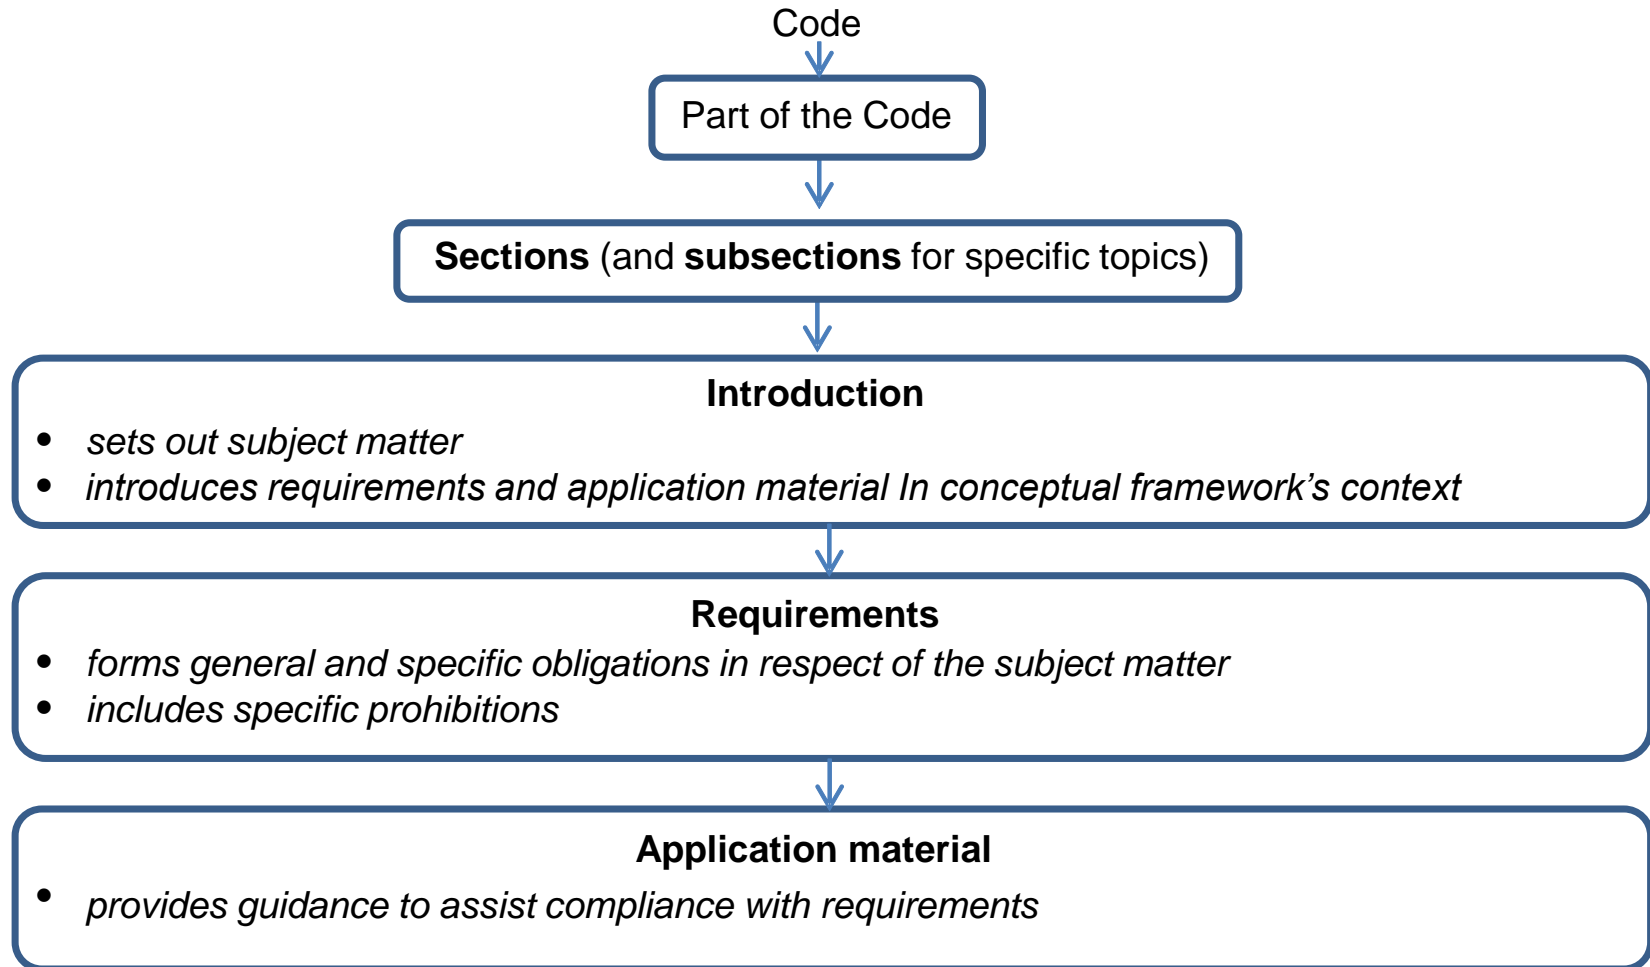 Code
Part of the Code
Sections (and subsections for specific topics)
Introduction
• sets out subject matter
• introduces requirements and application material In conceptual framework’s context
Requirements
• forms general and specific obligations in respect of the subject matter
• includes specific prohibitions
Application material
• provides guidance to assist compliance with requirements